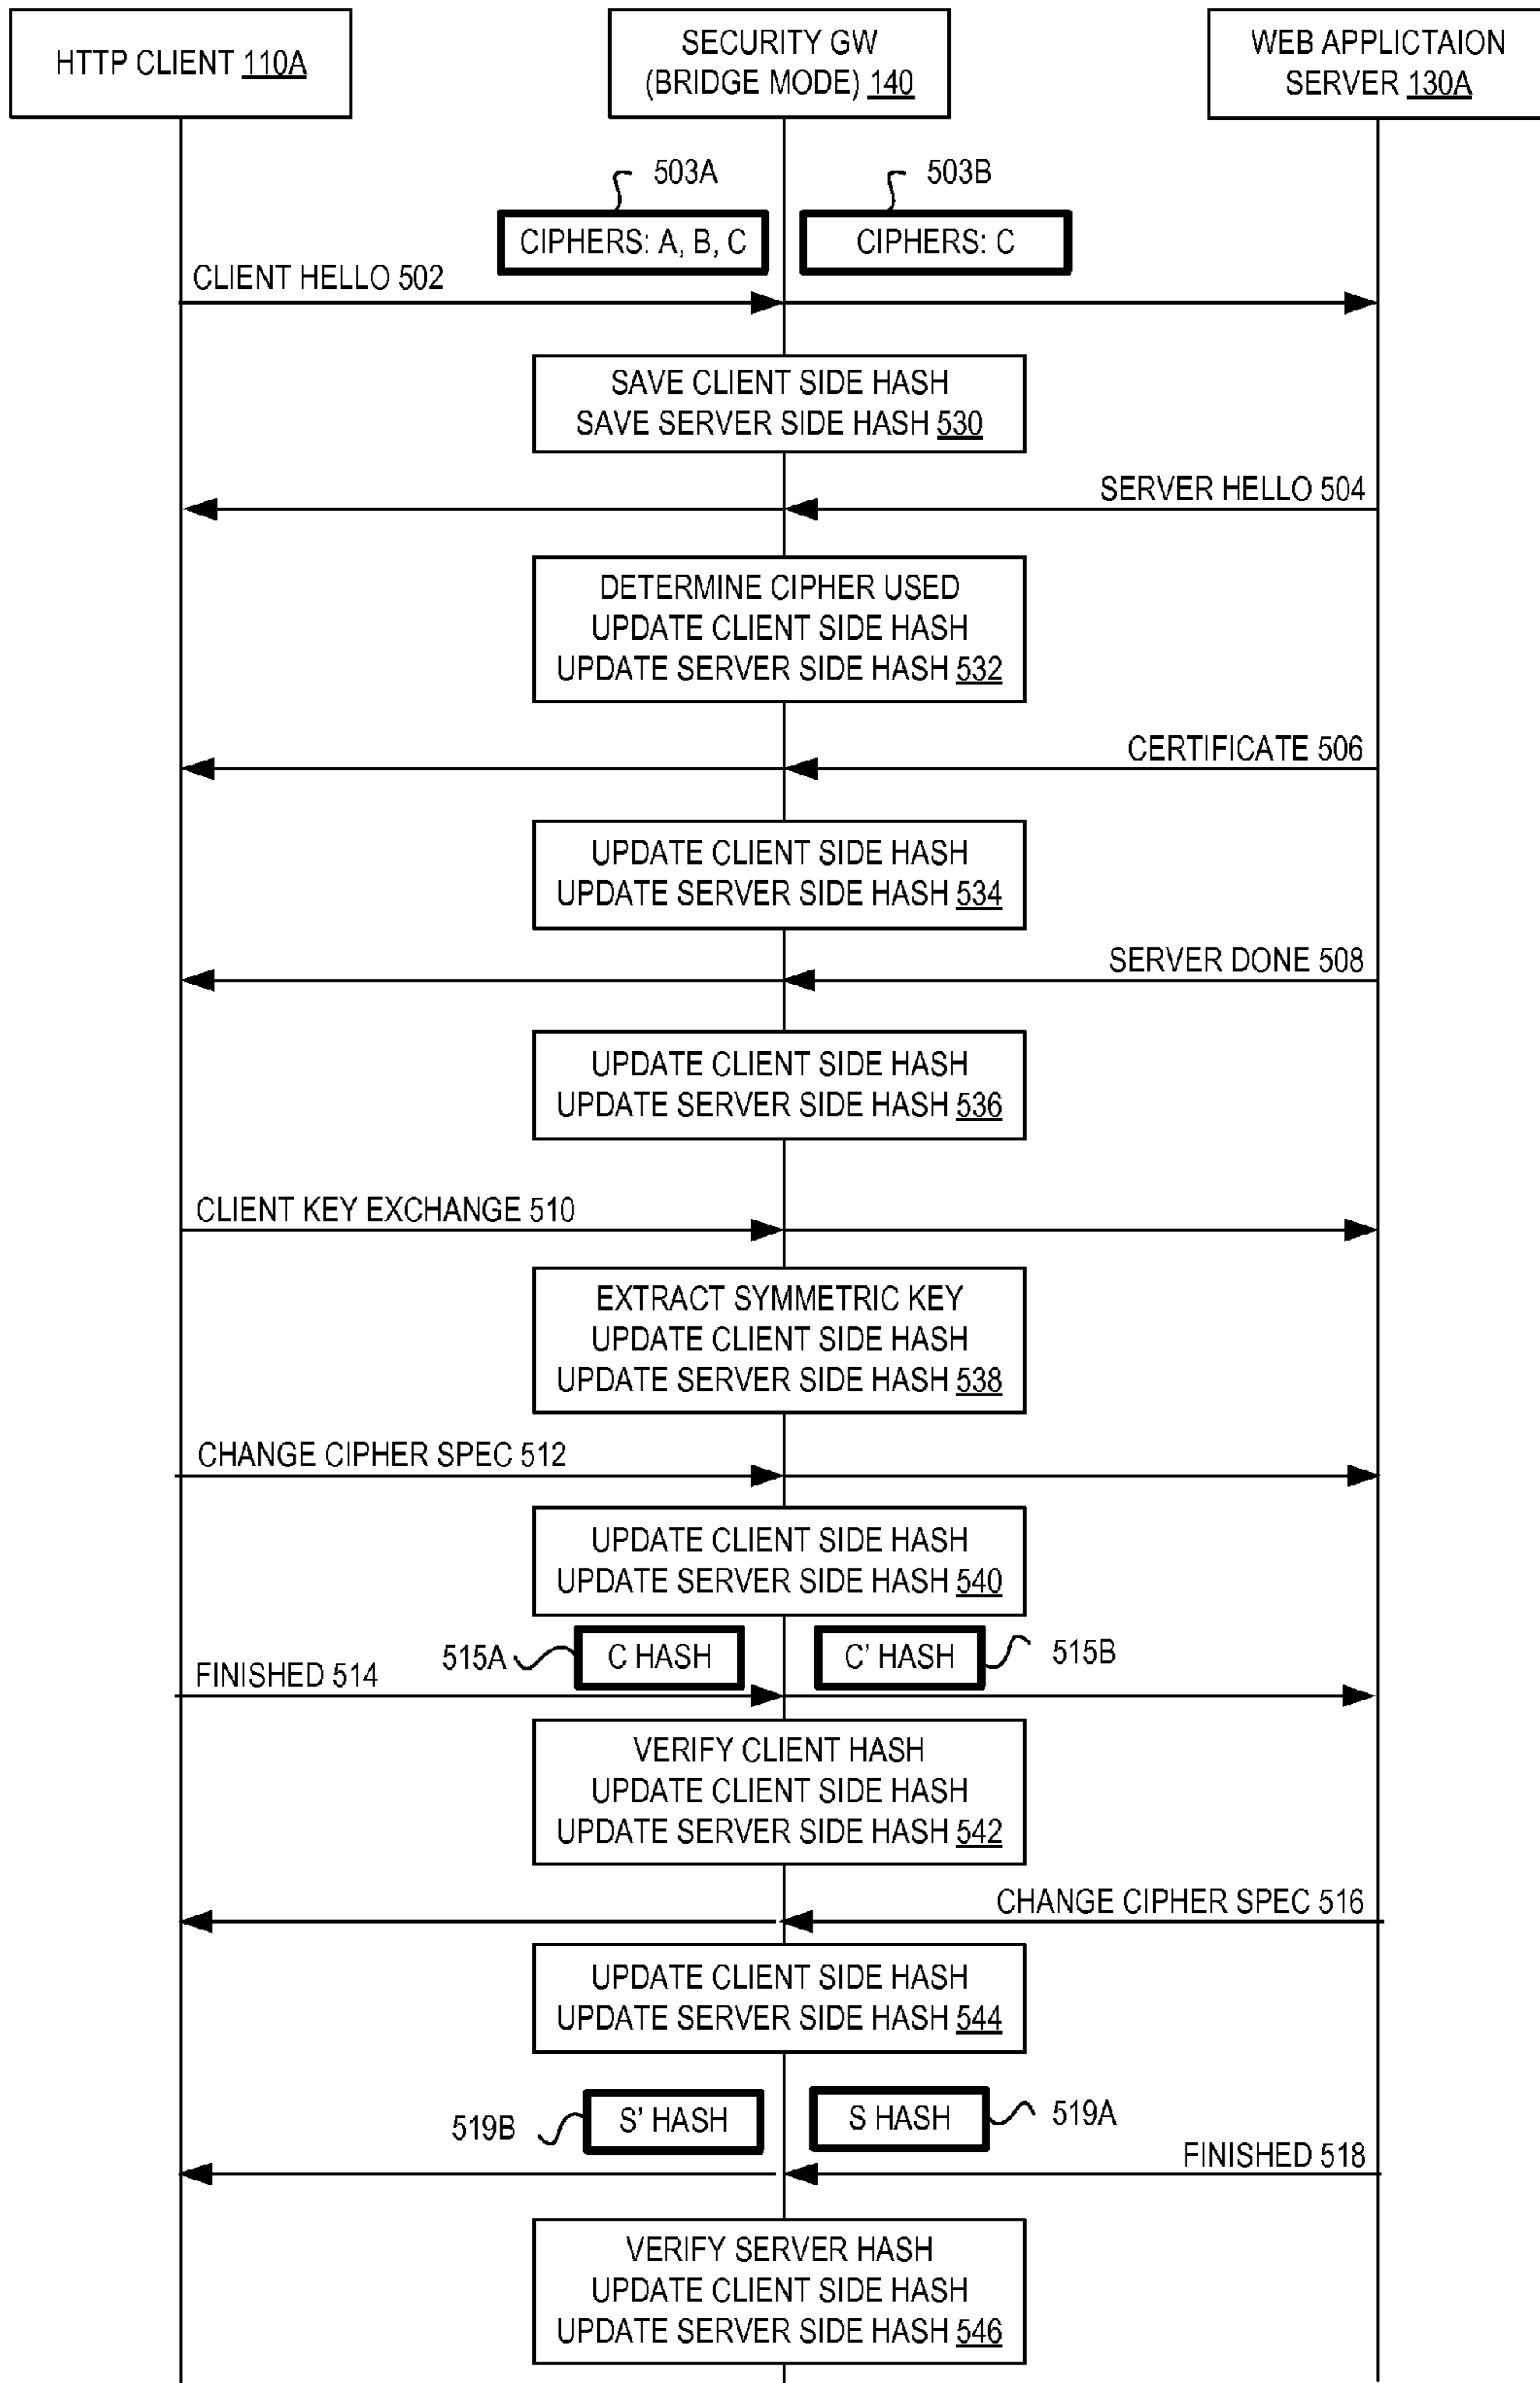 HTTP CLIENT 110A
SECURITY GW
(BRIDGE MODE) 140
WEB APPLICTAION
SERVER 130A
503A
503B
CIPHERS: A, B, C
CIPHERS: C
CLIENT HELLO 502
SAVE CLIENT SIDE HASH
SAVE SERVER SIDE HASH 530
SERVER HELLO 504
DETERMINE CIPHER USED
UPDATE CLIENT SIDE HASH
UPDATE SERVER SIDE HASH 532
CERTIFICATE 506
UPDATE CLIENT SIDE HASH
UPDATE SERVER SIDE HASH 534
SERVER DONE 508
UPDATE CLIENT SIDE HASH
UPDATE SERVER SIDE HASH 536
CLIENT KEY EXCHANGE 510
EXTRACT SYMMETRIC KEY
UPDATE CLIENT SIDE HASH
UPDATE SERVER SIDE HASH 538
CHANGE CIPHER SPEC 512
UPDATE CLIENT SIDE HASH
UPDATE SERVER SIDE HASH 540
515A
C HASH
C' HASH
515B
FINISHED 514
VERIFY CLIENT HASH
UPDATE CLIENT SIDE HASH
UPDATE SERVER SIDE HASH 542
CHANGE CIPHER SPEC 516
UPDATE CLIENT SIDE HASH
UPDATE SERVER SIDE HASH 544
519B
S' HASH
S HASH
519A
FINISHED 518
VERIFY SERVER HASH
UPDATE CLIENT SIDE HASH
UPDATE SERVER SIDE HASH 546